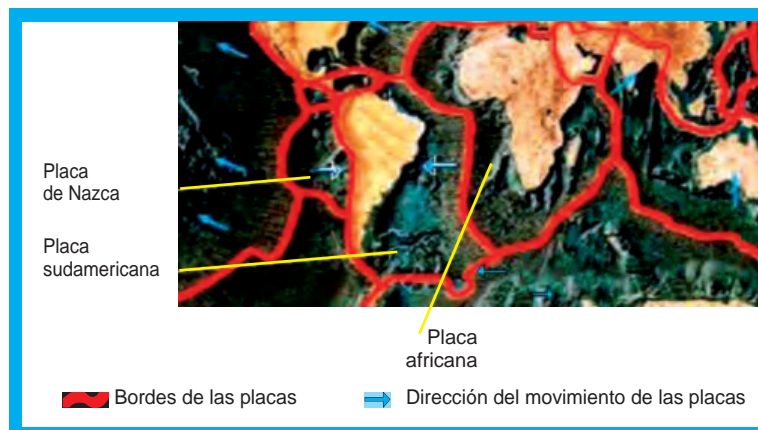 Placa
de Nazca
Placa
sudamericana
Placa
africana
Bordes de las placas
Dirección del movimiento de las placas